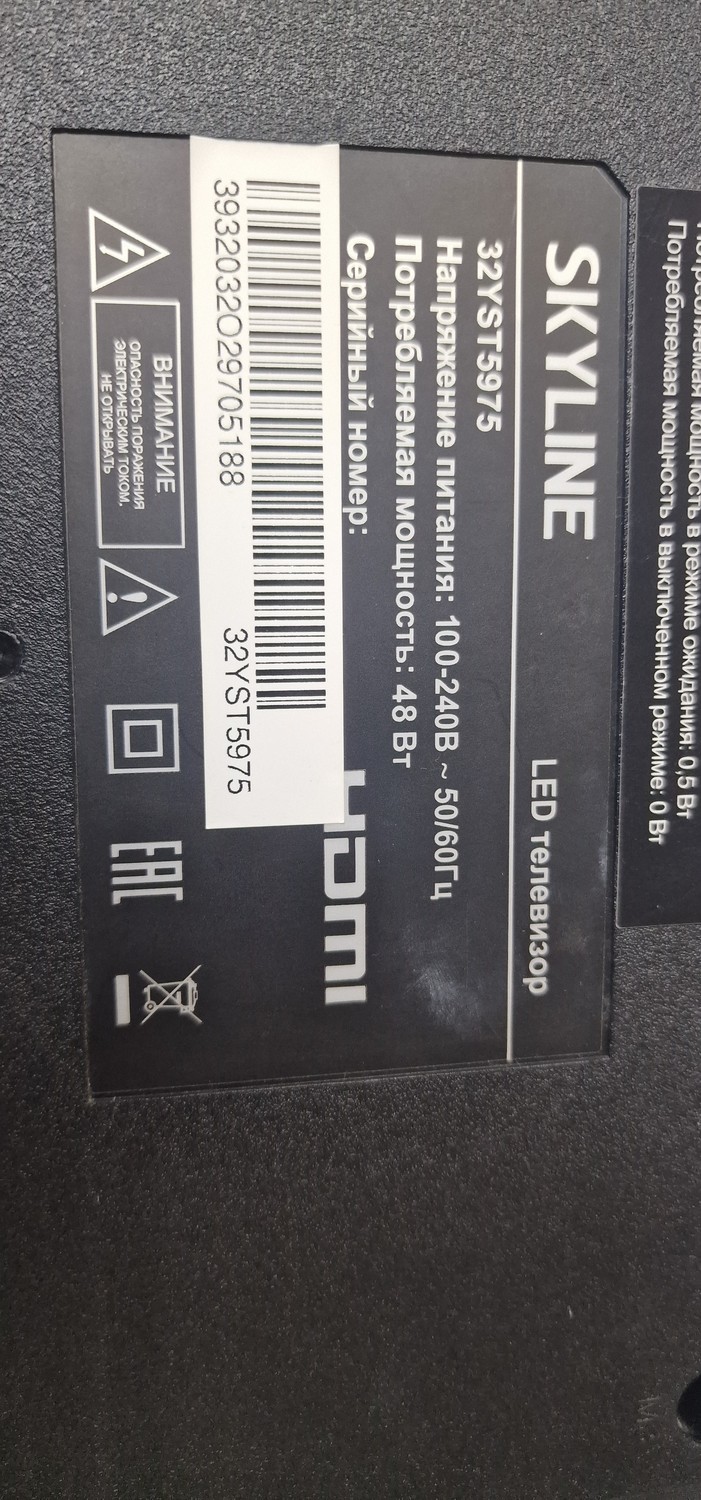 Потребляемая мощность в режиме ожидания: 0,5 Вт
Потребляемая мощность в выключенном режиме: 0 Вт
SKYLINE
LED телевизор
32YST5975
Напряжение питания: 100-240В ~ 50/60Гц
Потребляемая мощность: 48 Вт
Серийный номер:
HDMI
3932032O29705188
32YST5975
ВНИМАНИЕ
ОПАСНОСТЬ ПОРАЖЕНИЯ
ЭЛЕКТРИЧЕСКИМ ТОКОМ.
НЕ ОТКРЫВАТЬ
EAC